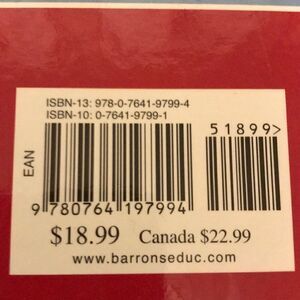 ISBN-13: 978-0-7641-9799-4
ISBN-10: 0-7641-9799-1
51899>
EAN
9 780764 197994
$18.99 Canada $22.99
www.barronseduc.com